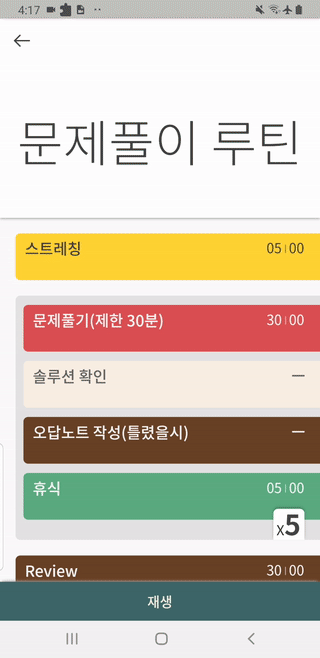 4:17
문제풀이 루틴
스트레칭 05 00
문제풀기(제한 30분) 30 00
솔루션 확인 —
오답노트 작성(틀렸을시) —
휴식 05 00
x5
Review 30 00
재생